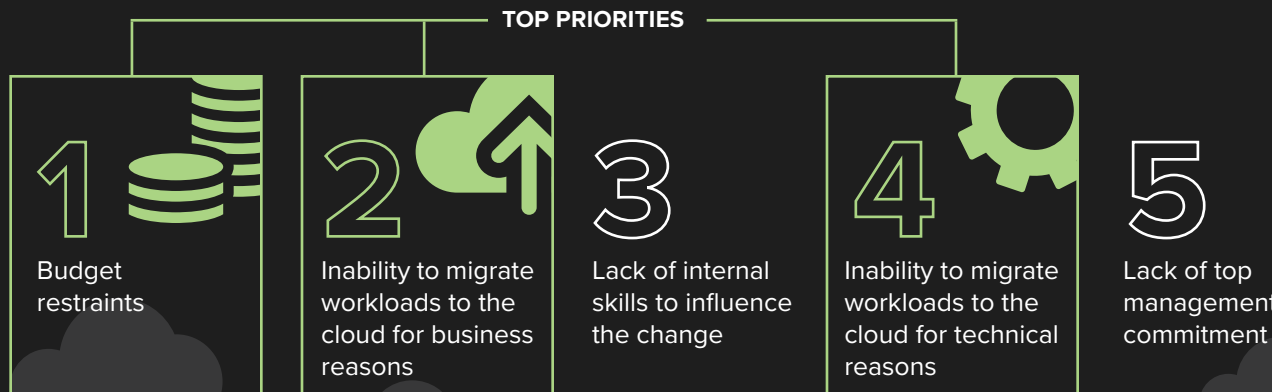 TOP PRIORITIES
1
Budget
restraints
2
Inability to migrate
workloads to the
cloud for business
reasons
3
Lack of internal
skills to influence
the change
4
Inability to migrate
workloads to the
cloud for technical
reasons
5
Lack of top
management
commitment